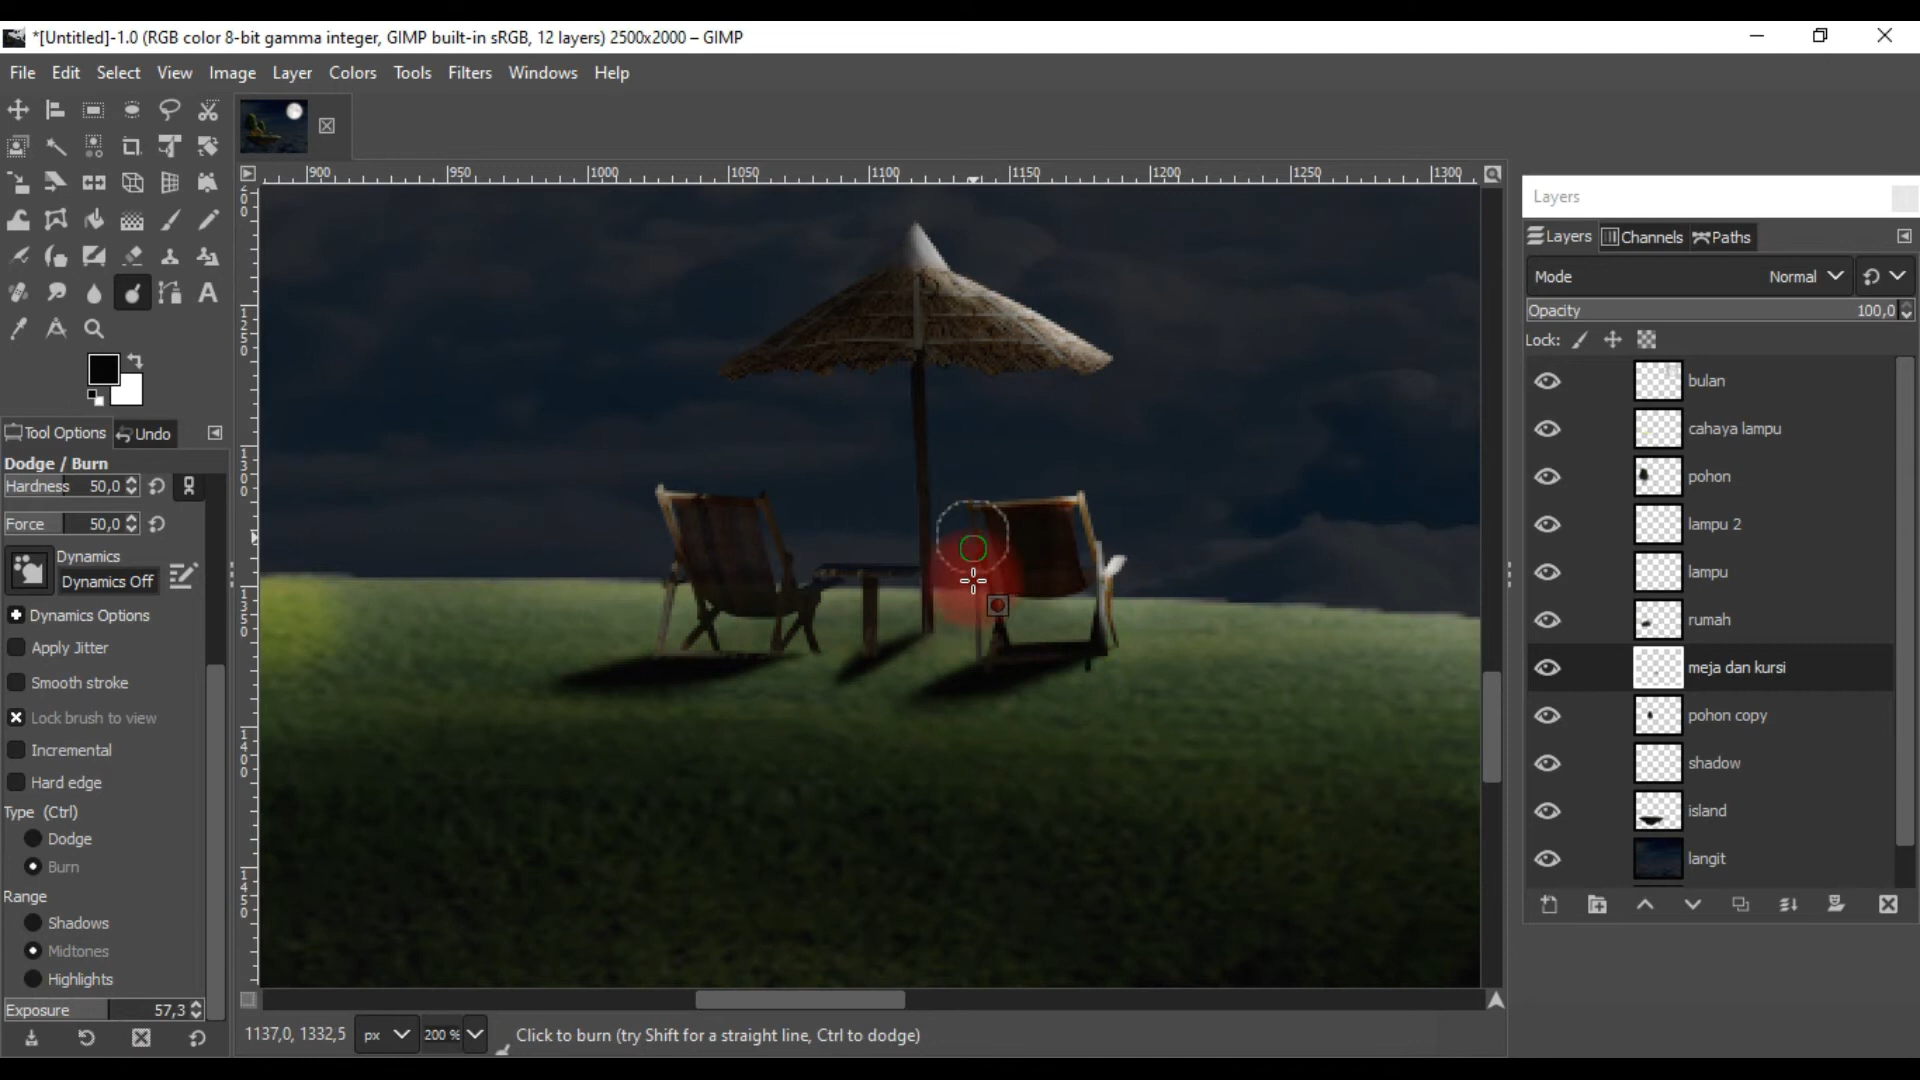 *[Untitled]-1.0 (RGB color 8-bit gamma integer, GIMP built-in sRGB, 12 layers) 2500x2000 – GIMP
File Edit Select View Image Layer Colors Tools Filters Windows Help
900 950 1000 1050 1100 1150 1200 1250 1300
1250
1300
1350
1400
1450
Tool Options Undo
Dodge / Burn
Hardness 50,0
Force 50,0
Dynamics
Dynamics Off
Dynamics Options
Apply Jitter
Smooth stroke
Lock brush to view
Incremental
Hard edge
Type (Ctrl)
Dodge
Burn
Range
Shadows
Midtones
Highlights
Exposure 57,3
1137,0, 1332,5 px 200 % Click to burn (try Shift for a straight line, Ctrl to dodge)
Layers
Layers Channels Paths
Mode Normal
Opacity 100,0
Lock:
bulan
cahaya lampu
pohon
lampu 2
lampu
rumah
meja dan kursi
pohon copy
shadow
island
langit